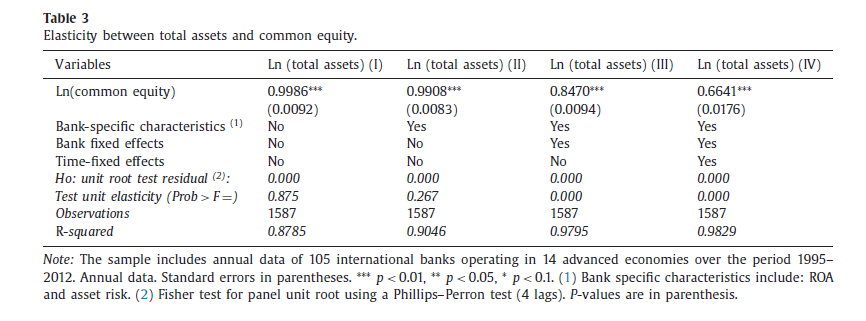 Table 3
Elasticity between total assets and common equity.
Variables Ln (total assets) (I) Ln (total assets) (II) Ln (total assets) (III) Ln (total assets) (IV)
Ln(common equity) 0.9986*** 0.9908*** 0.8470*** 0.6641***
(0.0092) (0.0083) (0.0094) (0.0176)
Bank-specific characteristics (1) No Yes Yes Yes
Bank fixed effects No No Yes Yes
Time-fixed effects No No No Yes
Ho: unit root test residual (2): 0.000 0.000 0.000 0.000
Test unit elasticity (Prob > F=) 0.875 0.267 0.000 0.000
Observations 1587 1587 1587 1587
R-squared 0.8785 0.9046 0.9795 0.9829
Note: The sample includes annual data of 105 international banks operating in 14 advanced economies over the period 1995–
2012. Annual data. Standard errors in parentheses. *** p < 0.01, ** p < 0.05, * p < 0.1. (1) Bank specific characteristics include: ROA
and asset risk. (2) Fisher test for panel unit root using a Phillips–Perron test (4 lags). P-values are in parenthesis.